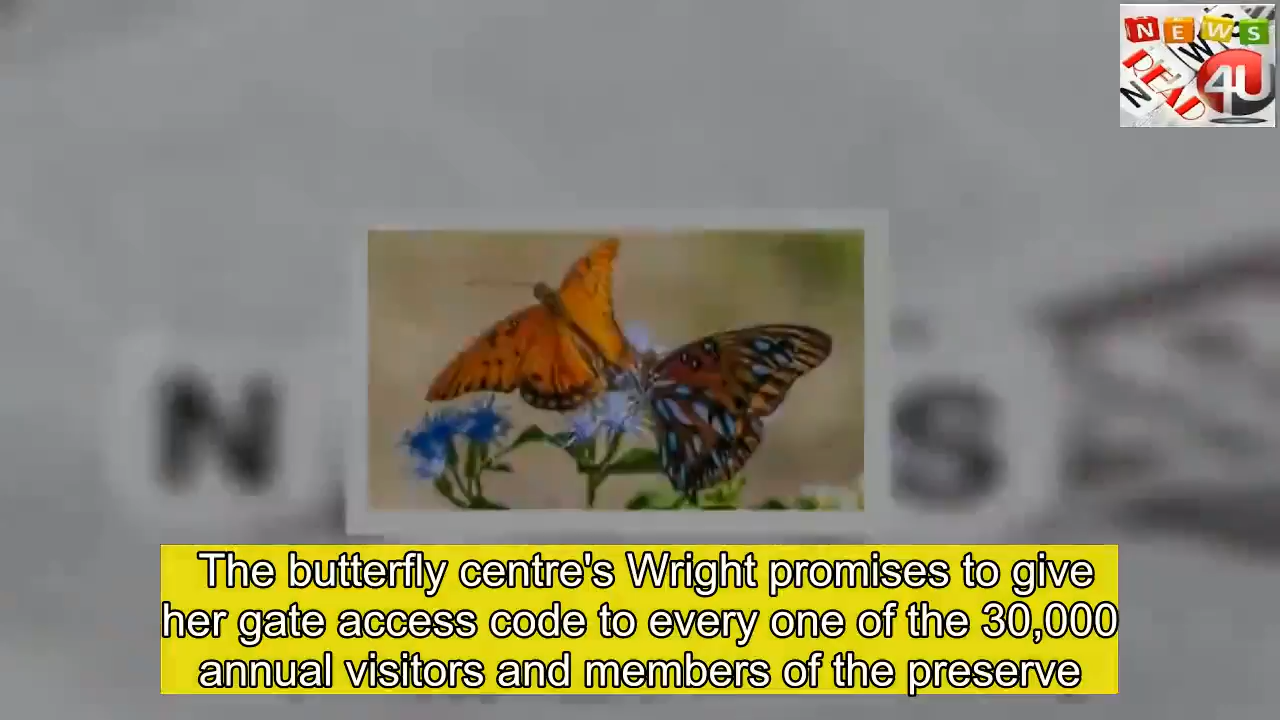 NEWS
READ
N
W
4U
N
S
The butterfly centre's Wright promises to give
her gate access code to every one of the 30,000
annual visitors and members of the preserve